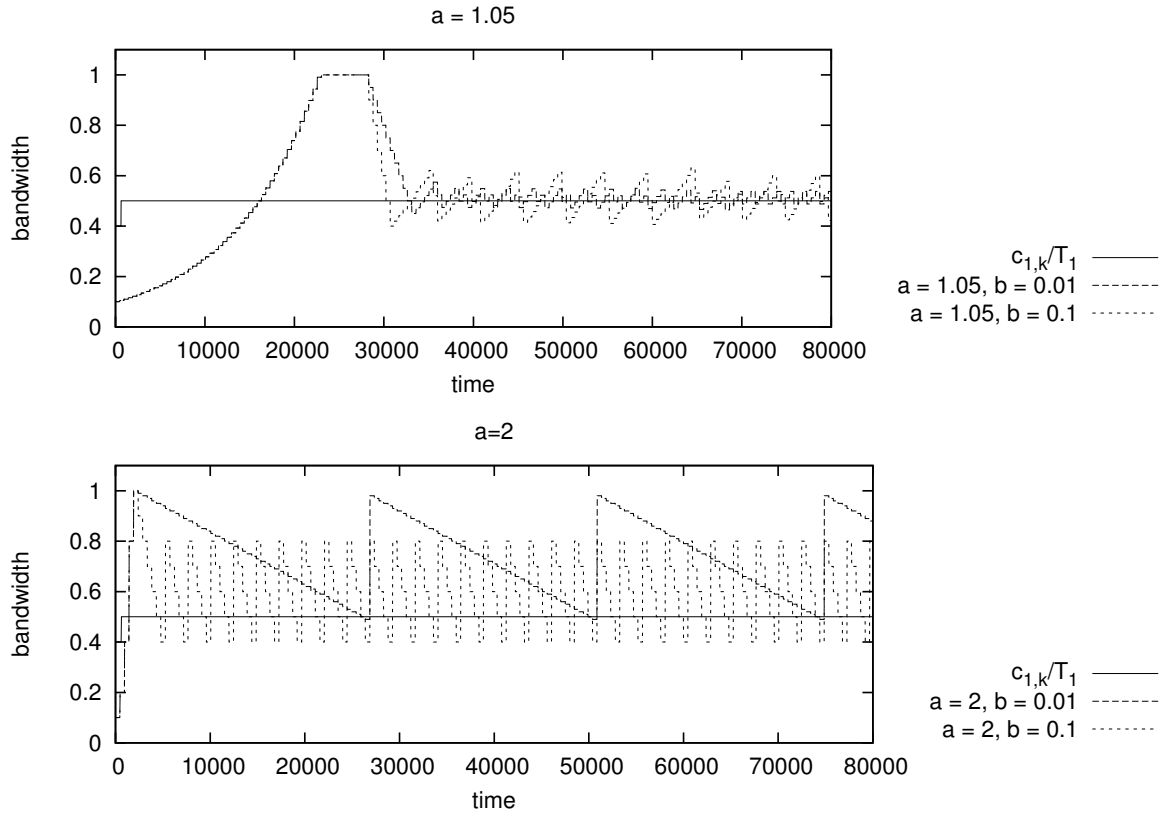 a = 1.05
bandwidth
1
0.8
0.6
0.4
0.2
0
0 10000 20000 30000 40000 50000 60000 70000 80000
time
c1,k/T1
a = 1.05, b = 0.01
a = 1.05, b = 0.1
a=2
bandwidth
1
0.8
0.6
0.4
0.2
0
0 10000 20000 30000 40000 50000 60000 70000 80000
time
c1,k/T1
a = 2, b = 0.01
a = 2, b = 0.1